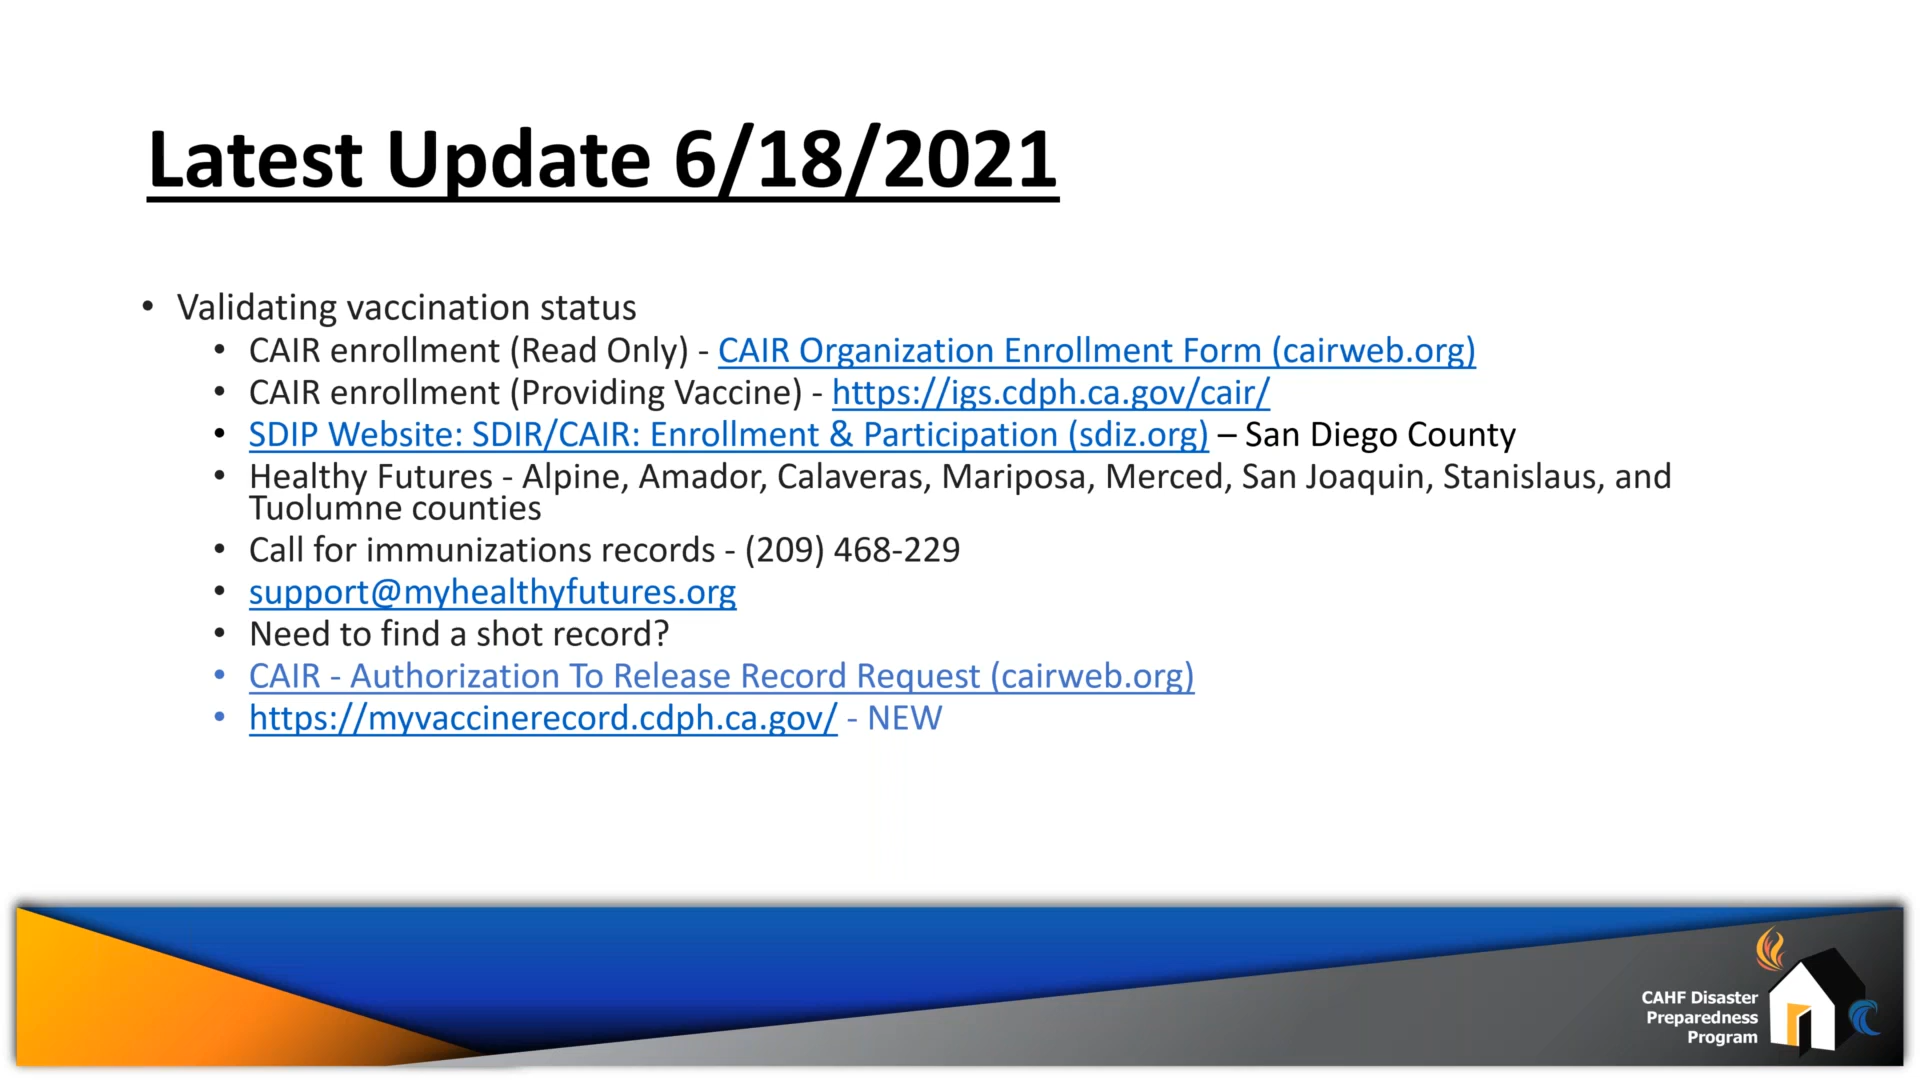 Latest Update 6/18/2021
• Validating vaccination status
• CAIR enrollment (Read Only) - CAIR Organization Enrollment Form (cairweb.org)
• CAIR enrollment (Providing Vaccine) - https://igs.cdph.ca.gov/cair/
• SDIP Website: SDIR/CAIR: Enrollment & Participation (sdiz.org) – San Diego County
• Healthy Futures - Alpine, Amador, Calaveras, Mariposa, Merced, San Joaquin, Stanislaus, and
Tuolumne counties
• Call for immunizations records - (209) 468-229
• support@myhealthyfutures.org
• Need to find a shot record?
• CAIR - Authorization To Release Record Request (cairweb.org)
• https://myvaccinerecord.cdph.ca.gov/ - NEW
CAHF Disaster
Preparedness
Program